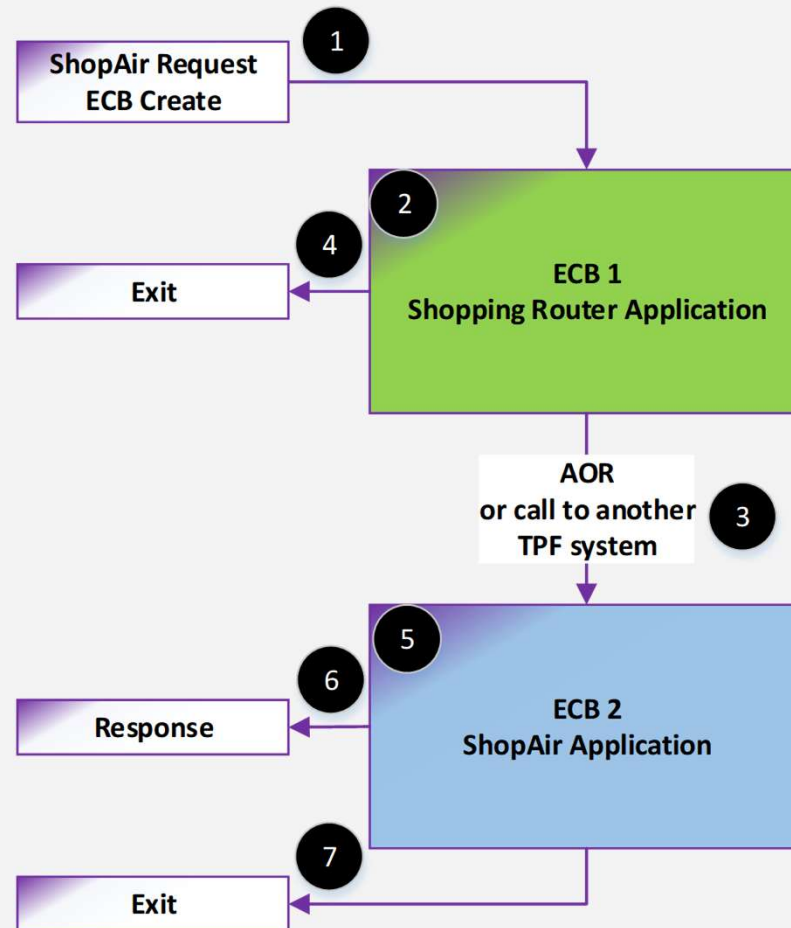 1
ShopAir Request
ECB Create
2
4
ECB 1
Shopping Router Application
Exit
AOR
or call to another
TPF system
3
5
6
ECB 2
ShopAir Application
Response
7
Exit